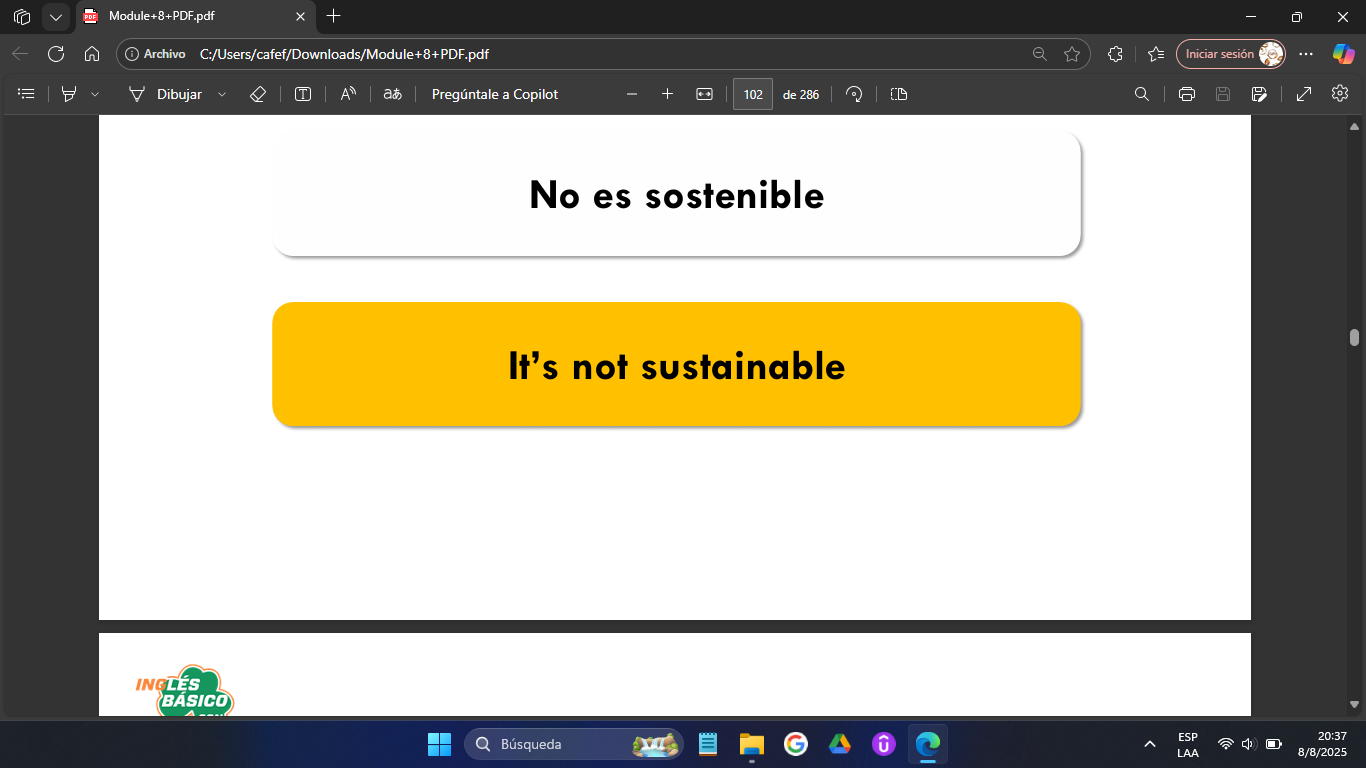 Module+8+PDF.pdf
Archivo C:/Users/cafef/Downloads/Module+8+PDF.pdf Iniciar sesión
Dibujar Pregúntale a Copilot 102 de 286
No es sostenible
It's not sustainable
INGLÉS
BÁSICO
Búsqueda
ESP
LAA
20:37
8/8/2025